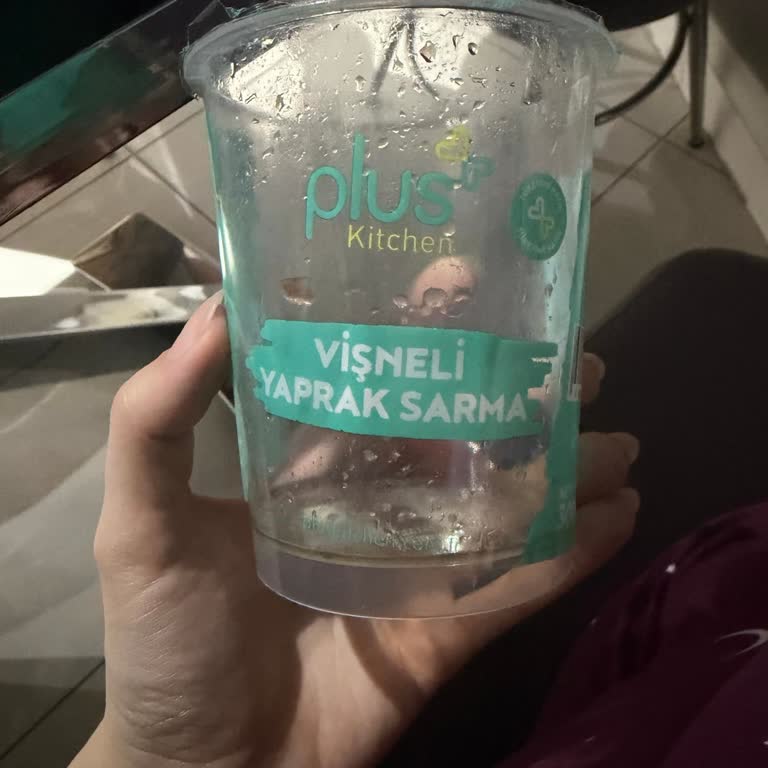 plus
Kitchen
VİŞNELİ
YAPRAK SARMA